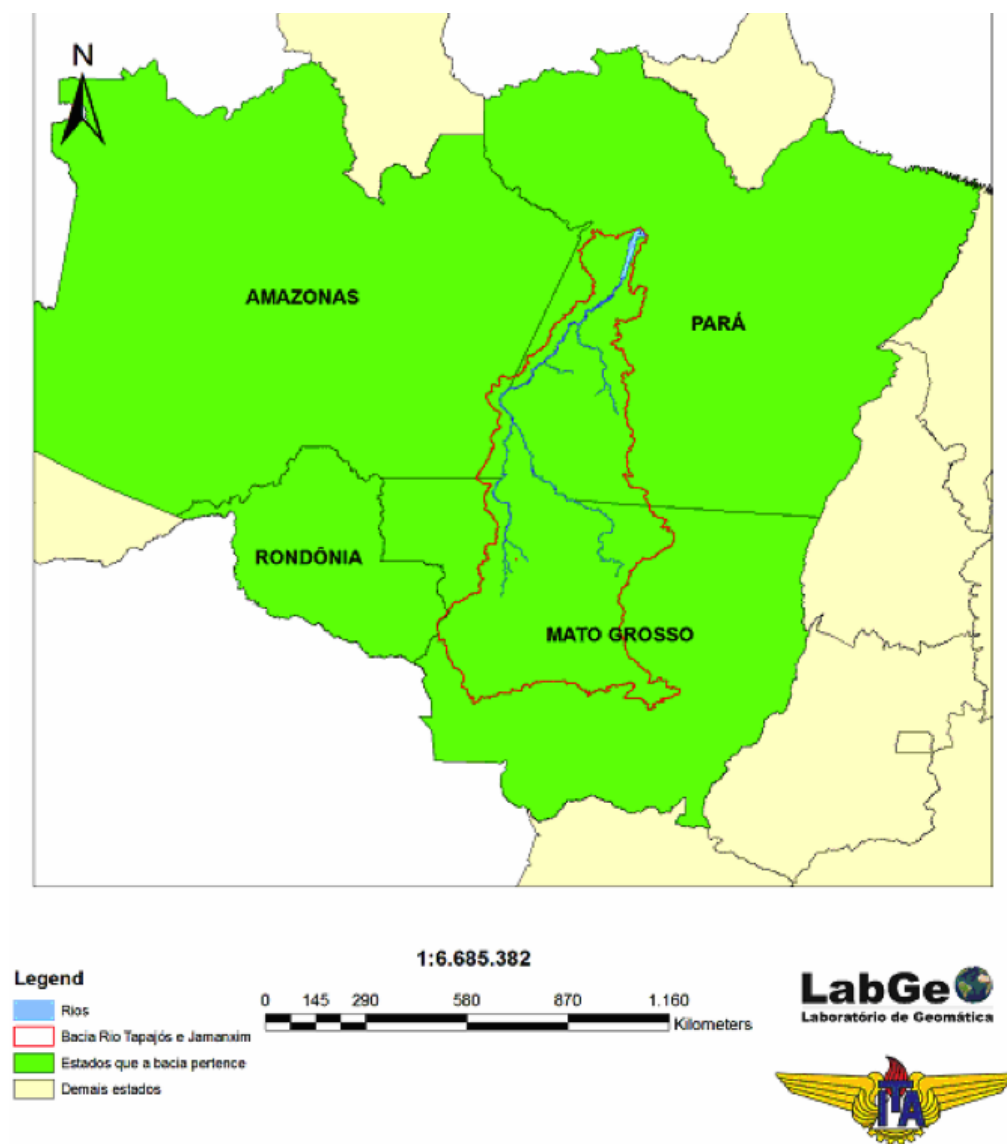 N
AMAZONAS
PARÁ
RONDÔNIA
MATO GROSSO
1:6.685.382
Legend
Rios
Bacia Rio Tapajós e Jamanxim
Estados que a bacia pertence
Demais estados
0 145 290 580 870 1.160
Kilometers
LabGeo
Laboratório de Geomática
ITA